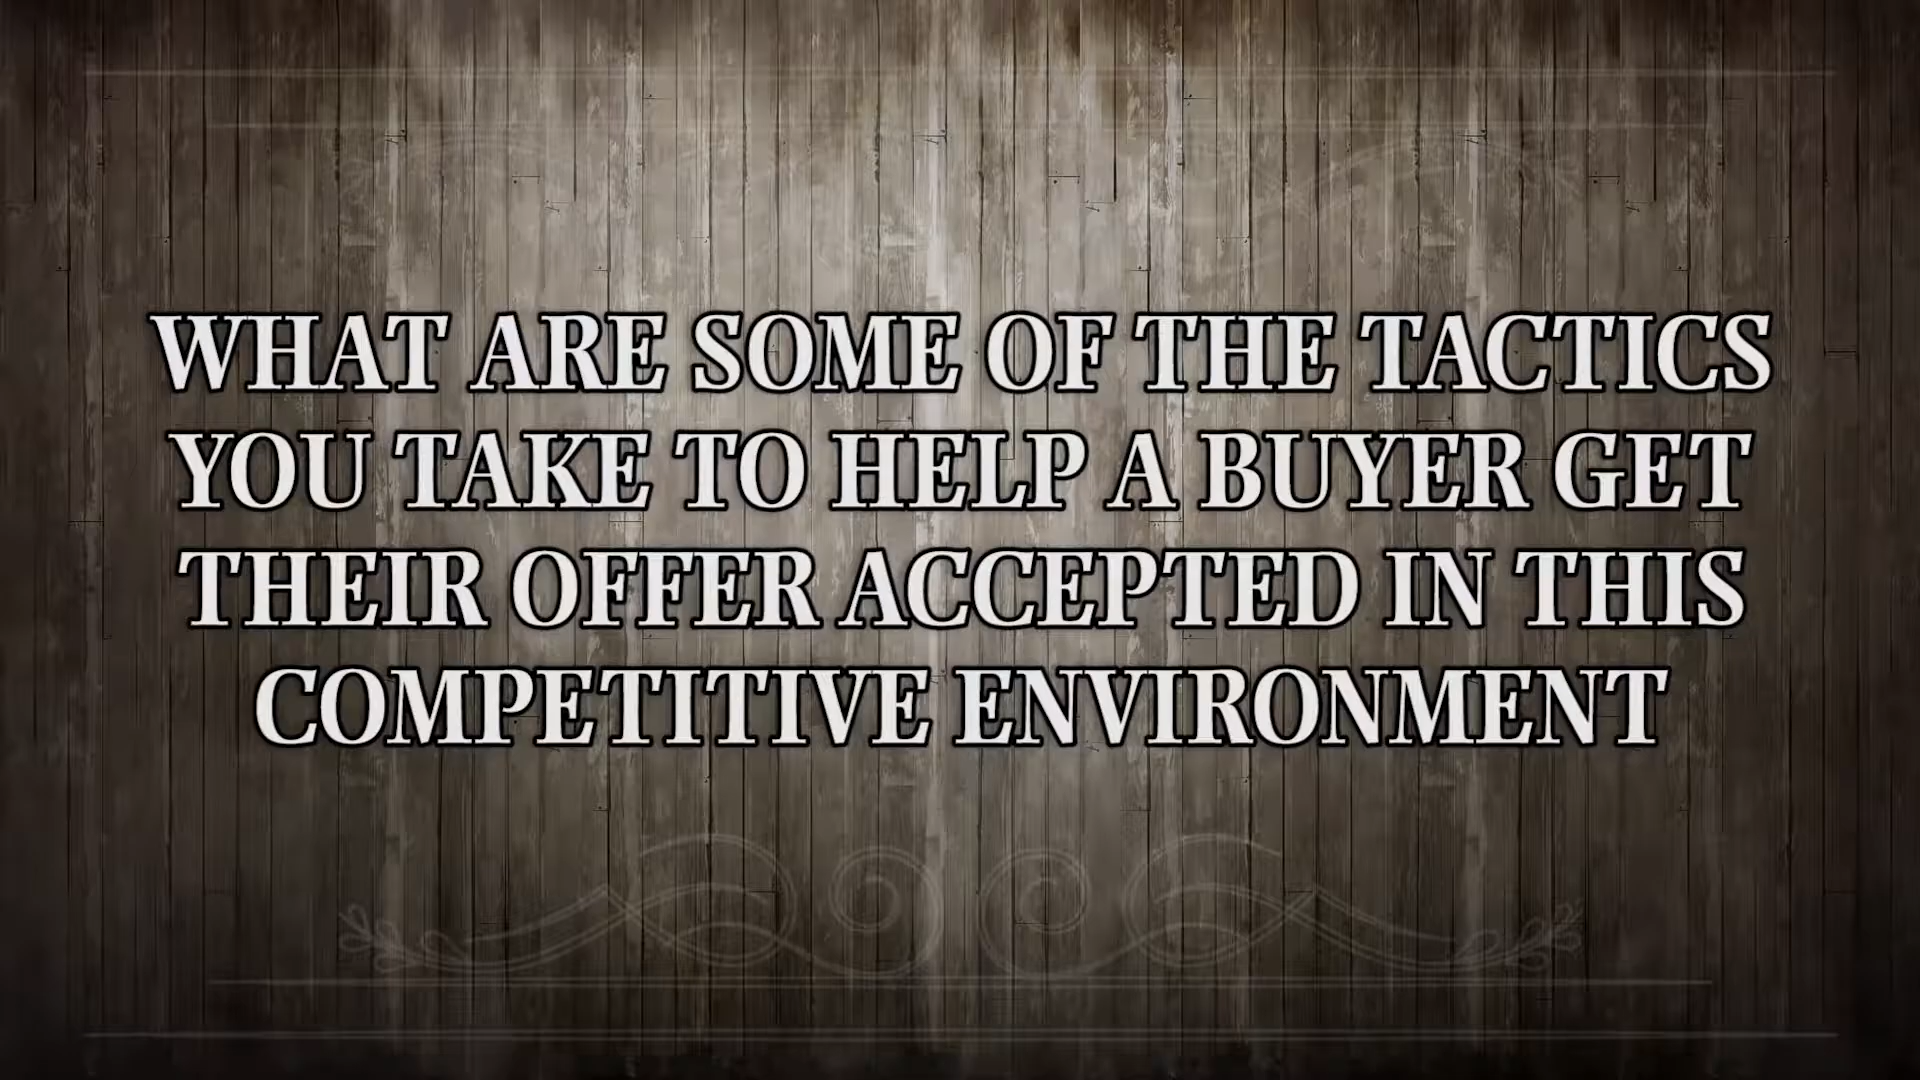 WHAT ARE SOME OF THE TACTICS
YOU TAKE TO HELP A BUYER GET
THEIR OFFER ACCEPTED IN THIS
COMPETITIVE ENVIRONMENT